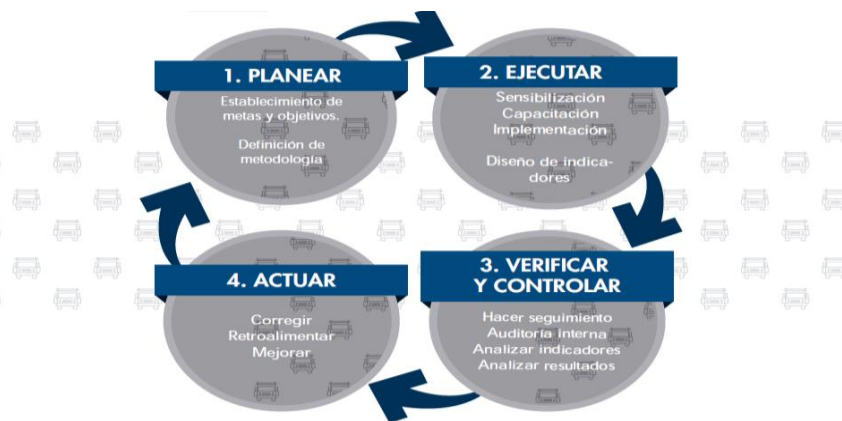 1. PLANEAR
Establecimiento de
metas y objetivos.
Definición de
metodología
2. EJECUTAR
Sensibilización
Capacitación
Implementación
Diseño de indica-
dores
3. VERIFICAR
Y CONTROLAR
Hacer seguimiento
Auditoría interna
Analizar indicadores
Analizar resultados
4. ACTUAR
Corregir
Retroalimentar
Mejorar